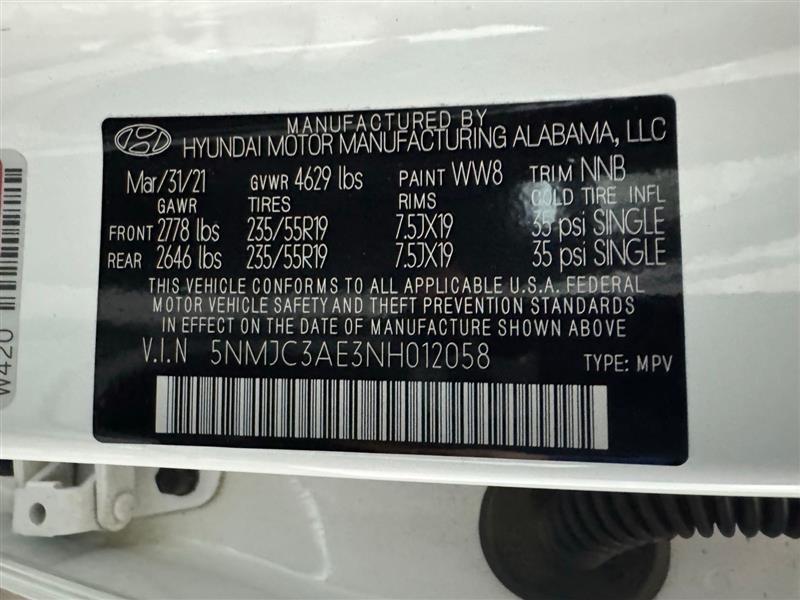 MANUFACTURED BY
HYUNDAI MOTOR MANUFACTURING ALABAMA, LLC
Mar/31/21 GVWR 4629 lbs PAINT WW8 TRIM NNB
GAWR TIRES RIMS COLD TIRE INFL
FRONT 2778 lbs 235/55R19 7.5JX19 35 psi SINGLE
REAR 2646 lbs 235/55R19 7.5JX19 35 psi SINGLE
THIS VEHICLE CONFORMS TO ALL APPLICABLE U.S.A. FEDERAL
MOTOR VEHICLE SAFETY AND THEFT PREVENTION STANDARDS
IN EFFECT ON THE DATE OF MANUFACTURE SHOWN ABOVE
V.I.N 5NMJC3AE3NH012058 TYPE: MPV
W420